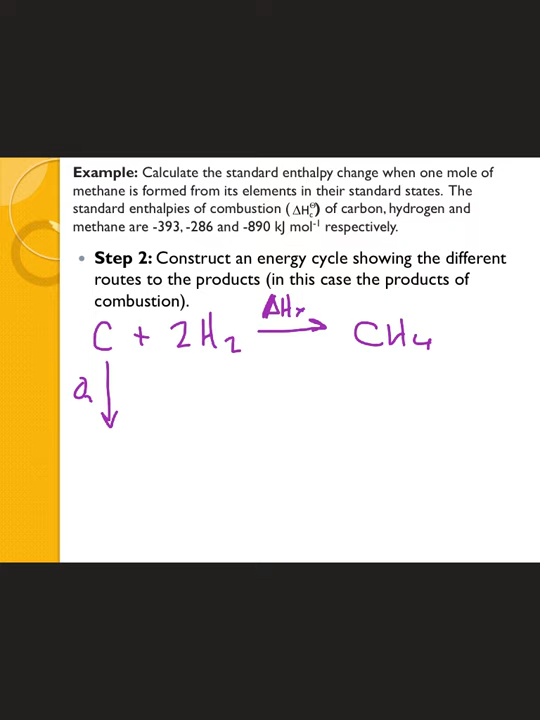 Example: Calculate the standard enthalpy change when one mole of
methane is formed from its elements in their standard states. The
standard enthalpies of combustion (ΔH꜀^Θ) of carbon, hydrogen and
methane are -393, -286 and -890 kJ mol⁻¹ respectively.
• Step 2: Construct an energy cycle showing the different
routes to the products (in this case the products of
combustion).
ΔHr
C + 2H₂ → CH₄